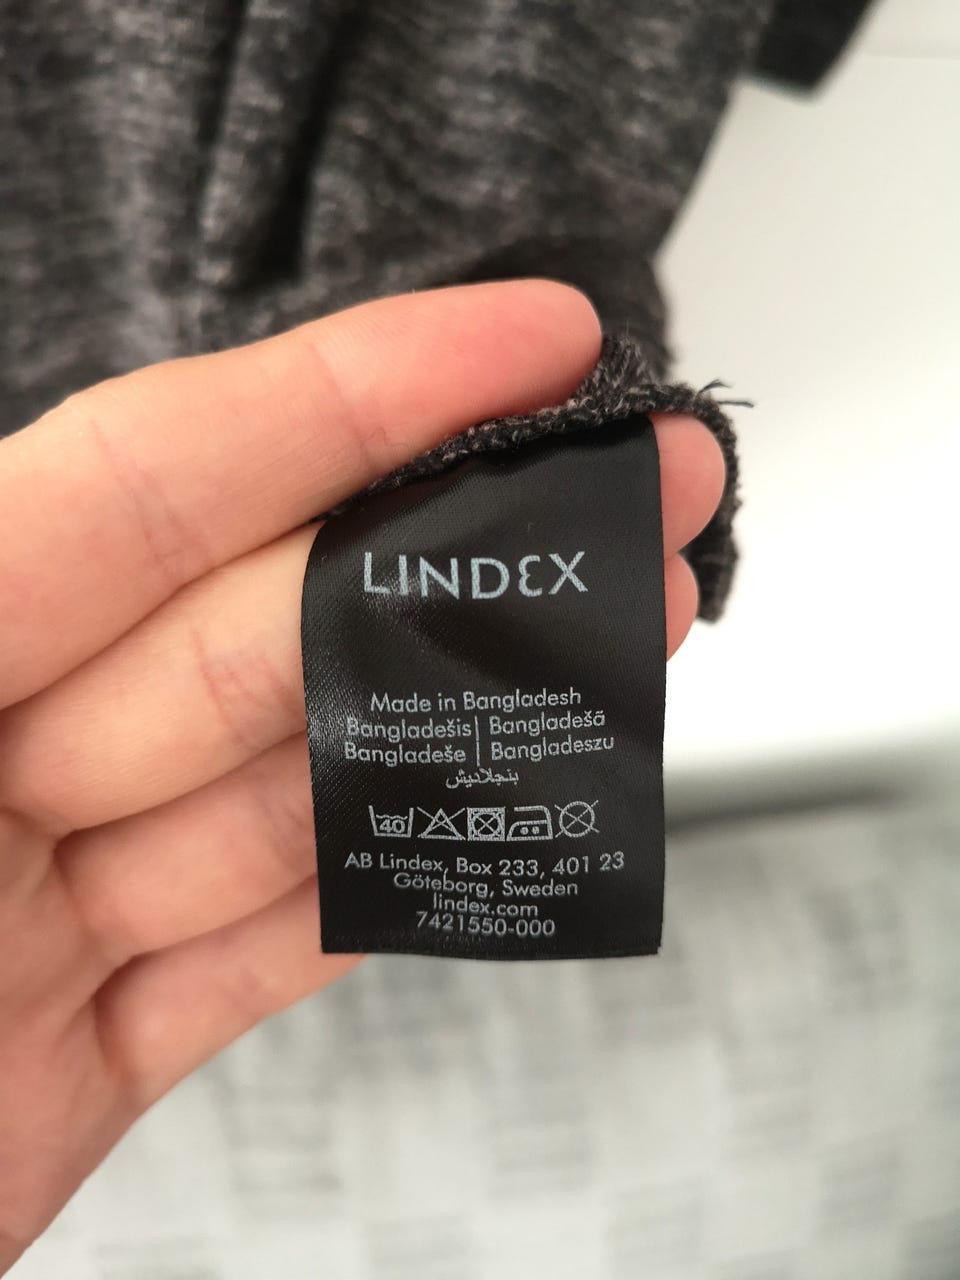 LINDEX
Made in Bangladesh
Bangladešis | Bangladešā
Bangladeše | Bangladeszu
بنجلاديش
40
AB Lindex, Box 233, 401 23
Göteborg, Sweden
lindex.com
7421550-000